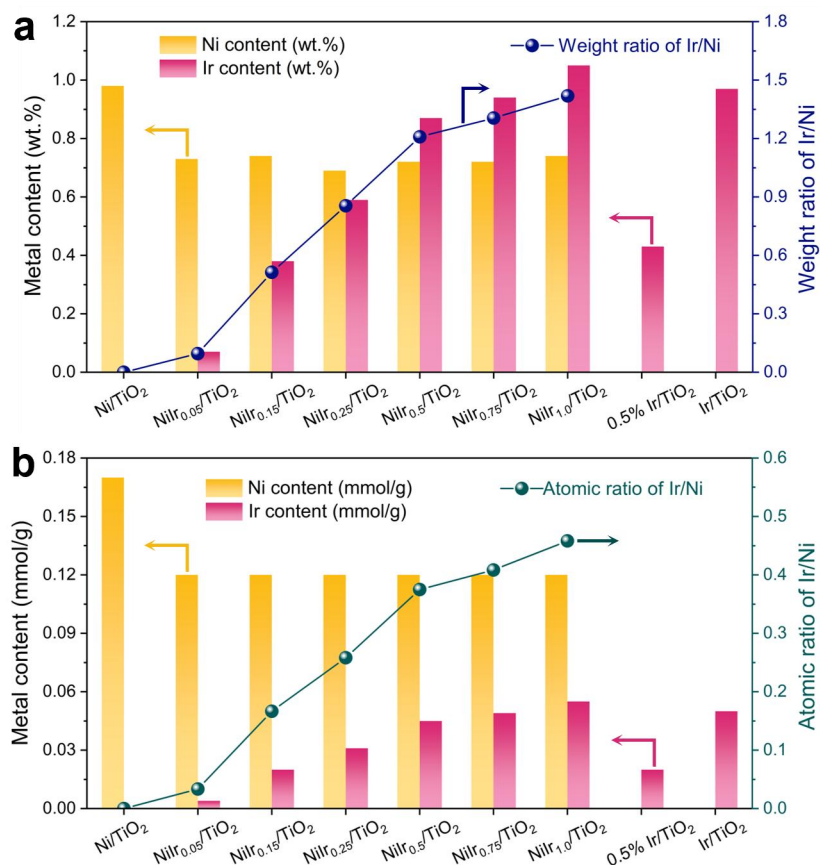 a
Ni content (wt.%)
Ir content (wt.%)
Weight ratio of Ir/Ni
Metal content (wt.%)
1.2
1.0
0.8
0.6
0.4
0.2
0.0
Weight ratio of Ir/Ni
1.8
1.5
1.2
0.9
0.6
0.3
0.0
Ni/TiO₂
NiIr₀.₀₅/TiO₂
NiIr₀.₁₅/TiO₂
NiIr₀.₂₅/TiO₂
NiIr₀.₅/TiO₂
NiIr₀.₇₅/TiO₂
NiIr₁.₀/TiO₂
0.5% Ir/TiO₂
Ir/TiO₂
b
Ni content (mmol/g)
Ir content (mmol/g)
Atomic ratio of Ir/Ni
Metal content (mmol/g)
0.18
0.15
0.12
0.09
0.06
0.03
0.00
Atomic ratio of Ir/Ni
0.6
0.5
0.4
0.3
0.2
0.1
0.0
Ni/TiO₂
NiIr₀.₀₅/TiO₂
NiIr₀.₁₅/TiO₂
NiIr₀.₂₅/TiO₂
NiIr₀.₅/TiO₂
NiIr₀.₇₅/TiO₂
NiIr₁.₀/TiO₂
0.5% Ir/TiO₂
Ir/TiO₂